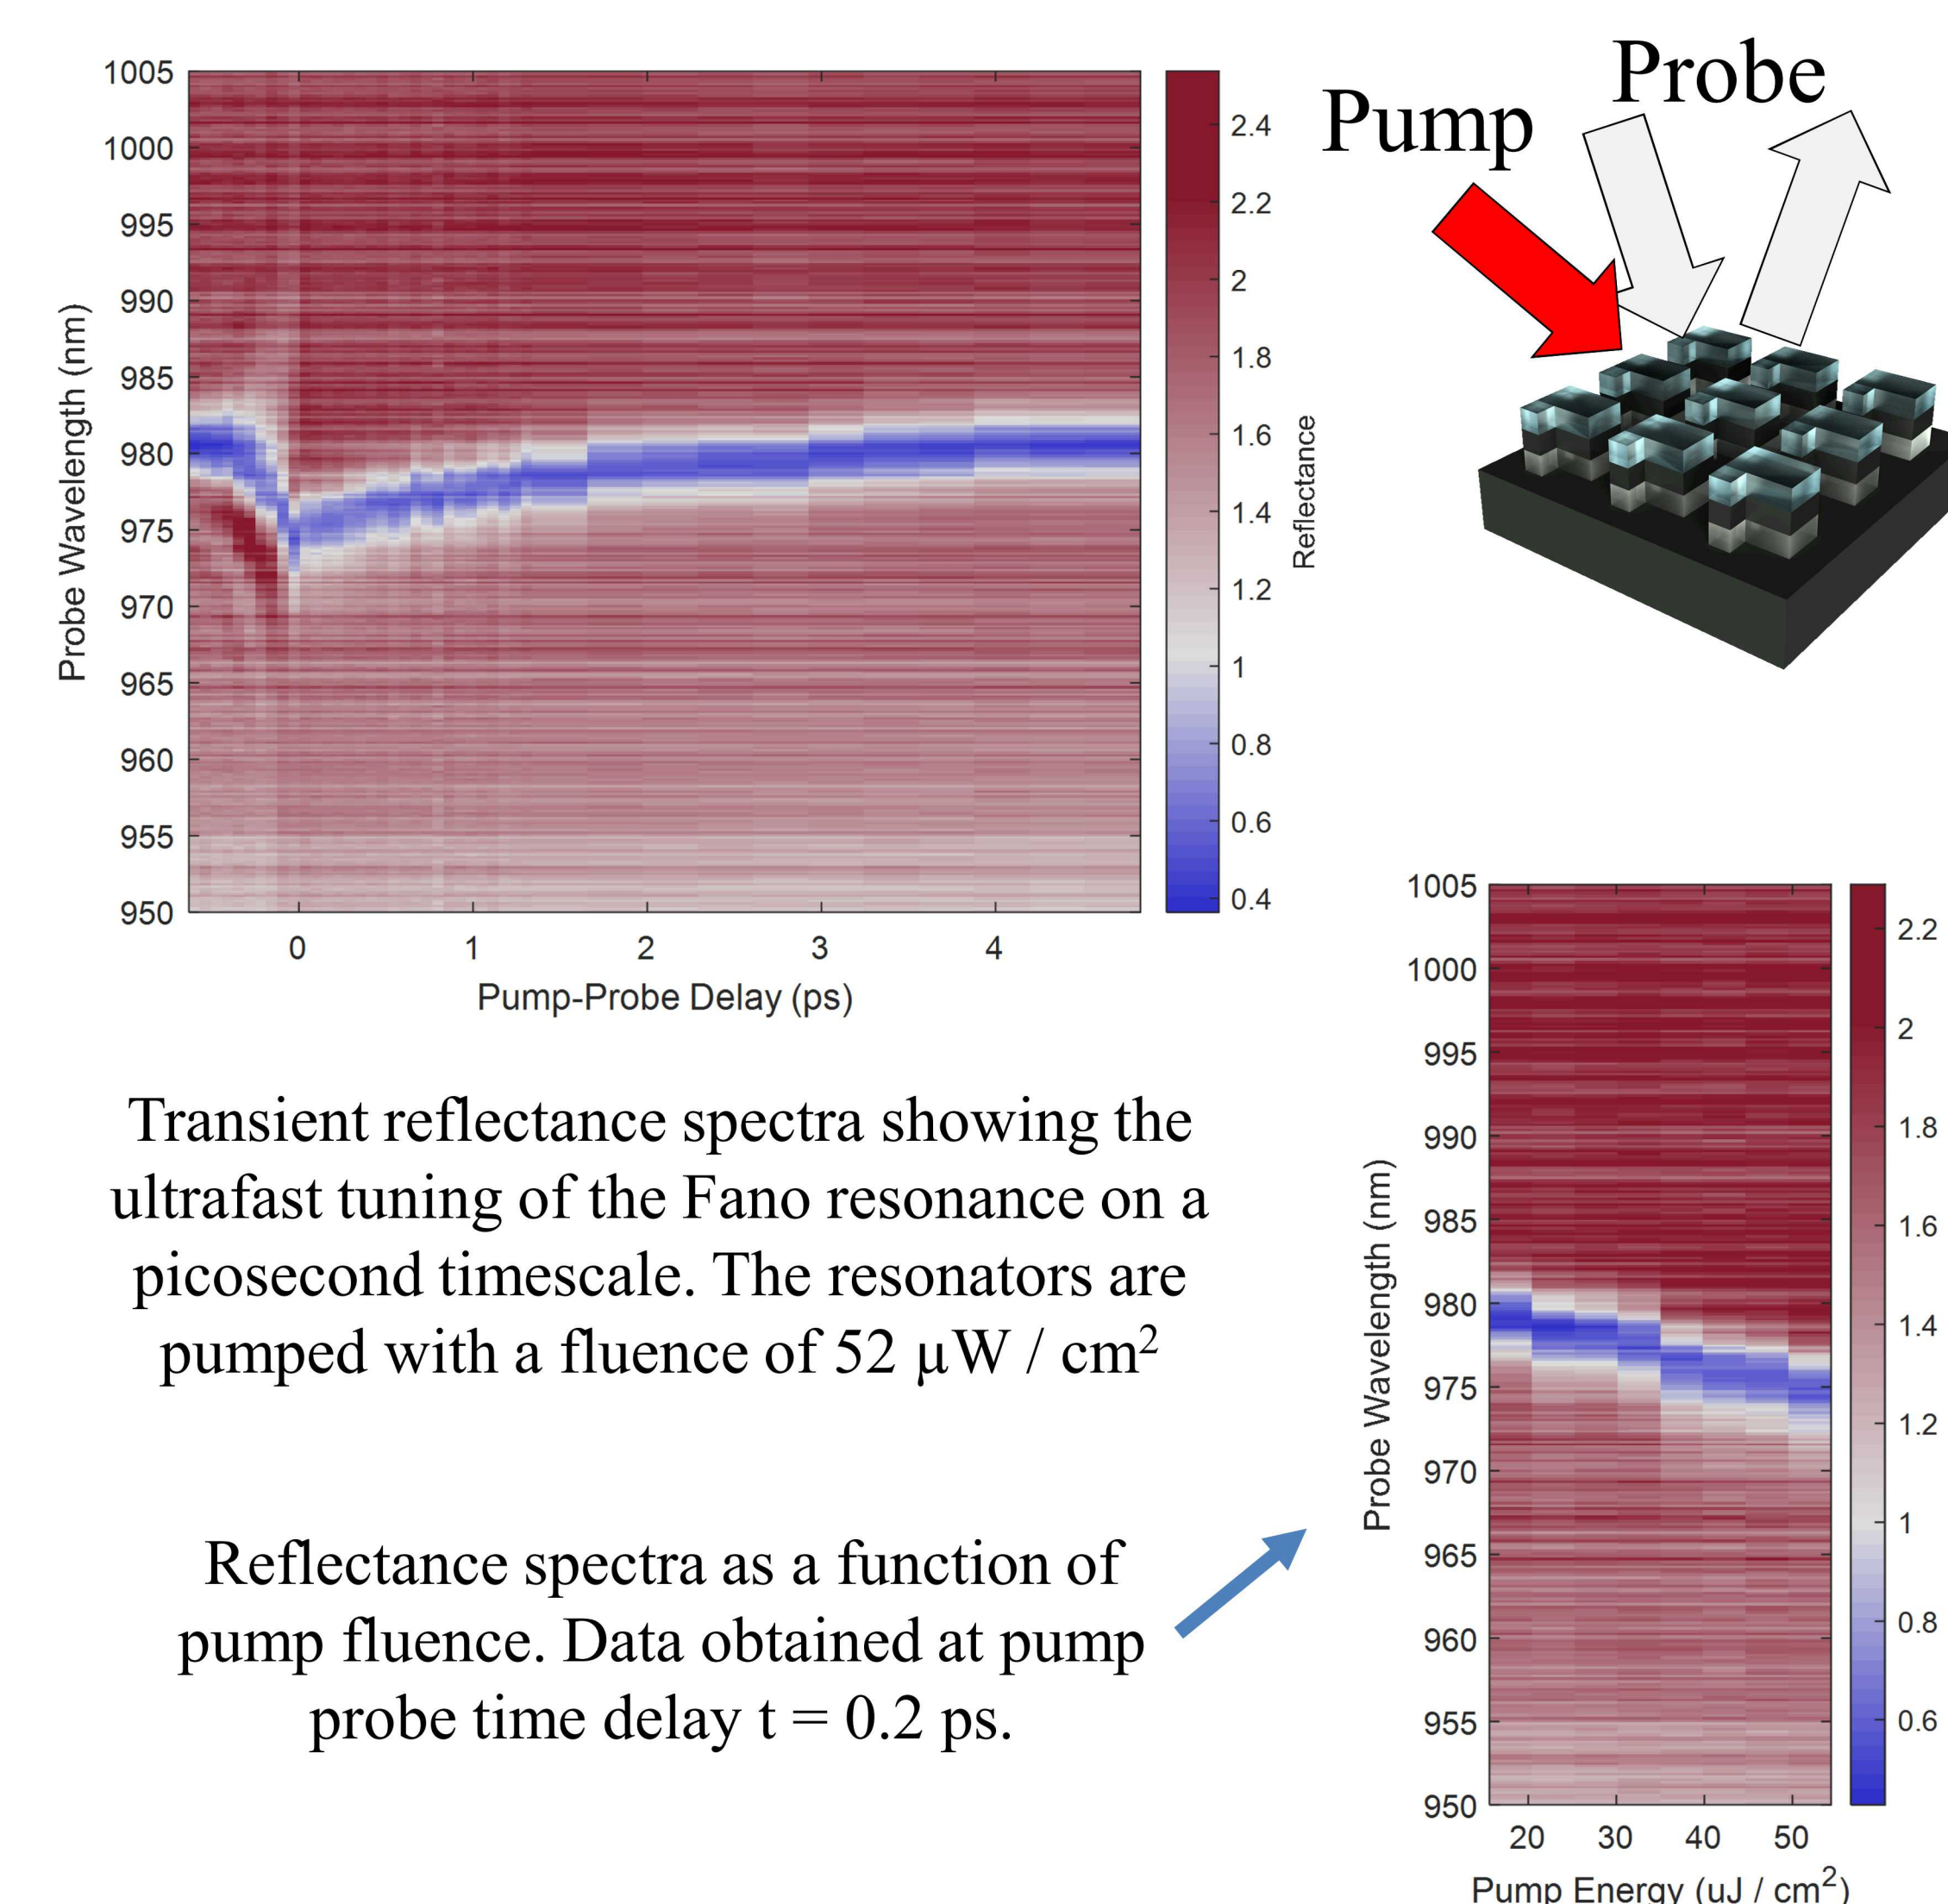 1005
1000
995
990
985
980
975
970
965
960
955
950
Probe Wavelength (nm)
0 1 2 3 4
Pump-Probe Delay (ps)
2.4
2.2
2
1.8
1.6
1.4
1.2
1
0.8
0.6
0.4
Reflectance
Pump
Probe
Transient reflectance spectra showing the
ultrafast tuning of the Fano resonance on a
picosecond timescale. The resonators are
pumped with a fluence of 52 µW / cm²
Reflectance spectra as a function of
pump fluence. Data obtained at pump
probe time delay t = 0.2 ps.
1005
1000
995
990
985
980
975
970
965
960
955
950
Probe Wavelength (nm)
20 30 40 50
Pump Energy (uJ / cm²)
2.2
2
1.8
1.6
1.4
1.2
1
0.8
0.6